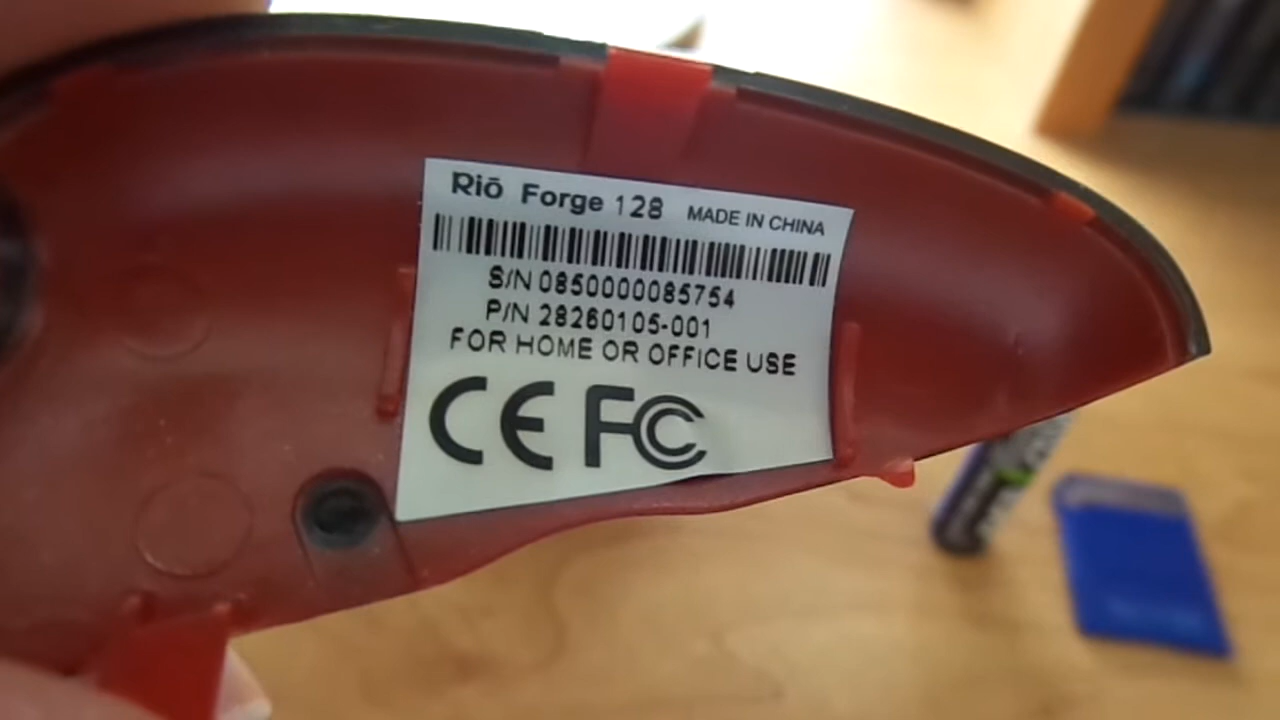 Riō Forge 128 MADE IN CHINA
S/N 0850000085754
P/N 28260105-001
FOR HOME OR OFFICE USE
CE FC